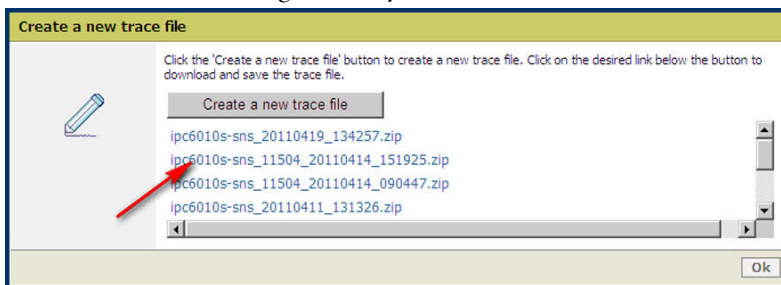 Create a new trace file
Click the 'Create a new trace file' button to create a new trace file. Click on the desired link below the button to
download and save the trace file.
Create a new trace file
ipc6010s-sns_20110419_134257.zip
ipc6010s-sns_11504_20110414_151925.zip
ipc6010s-sns_11504_20110414_090447.zip
ipc6010s-sns_20110411_131326.zip
Ok